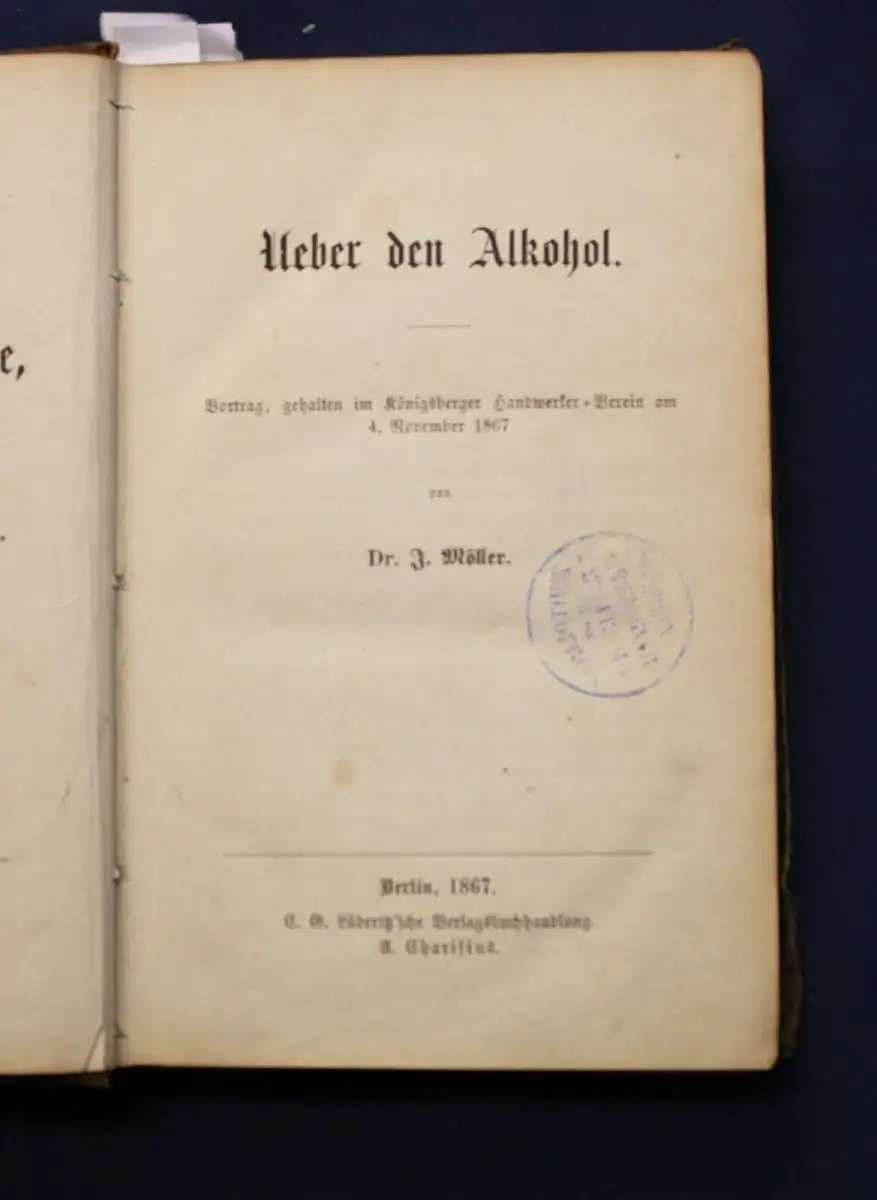 e,
.
Ueber den Alkohol.
Vortrag, gehalten im Königsberger Handwerker-Verein am
4. November 1867
von
Dr. J. Möller.
Berlin, 1867.
C. G. Lüderitz'sche Verlagsbuchhandlung
A. Charisius.